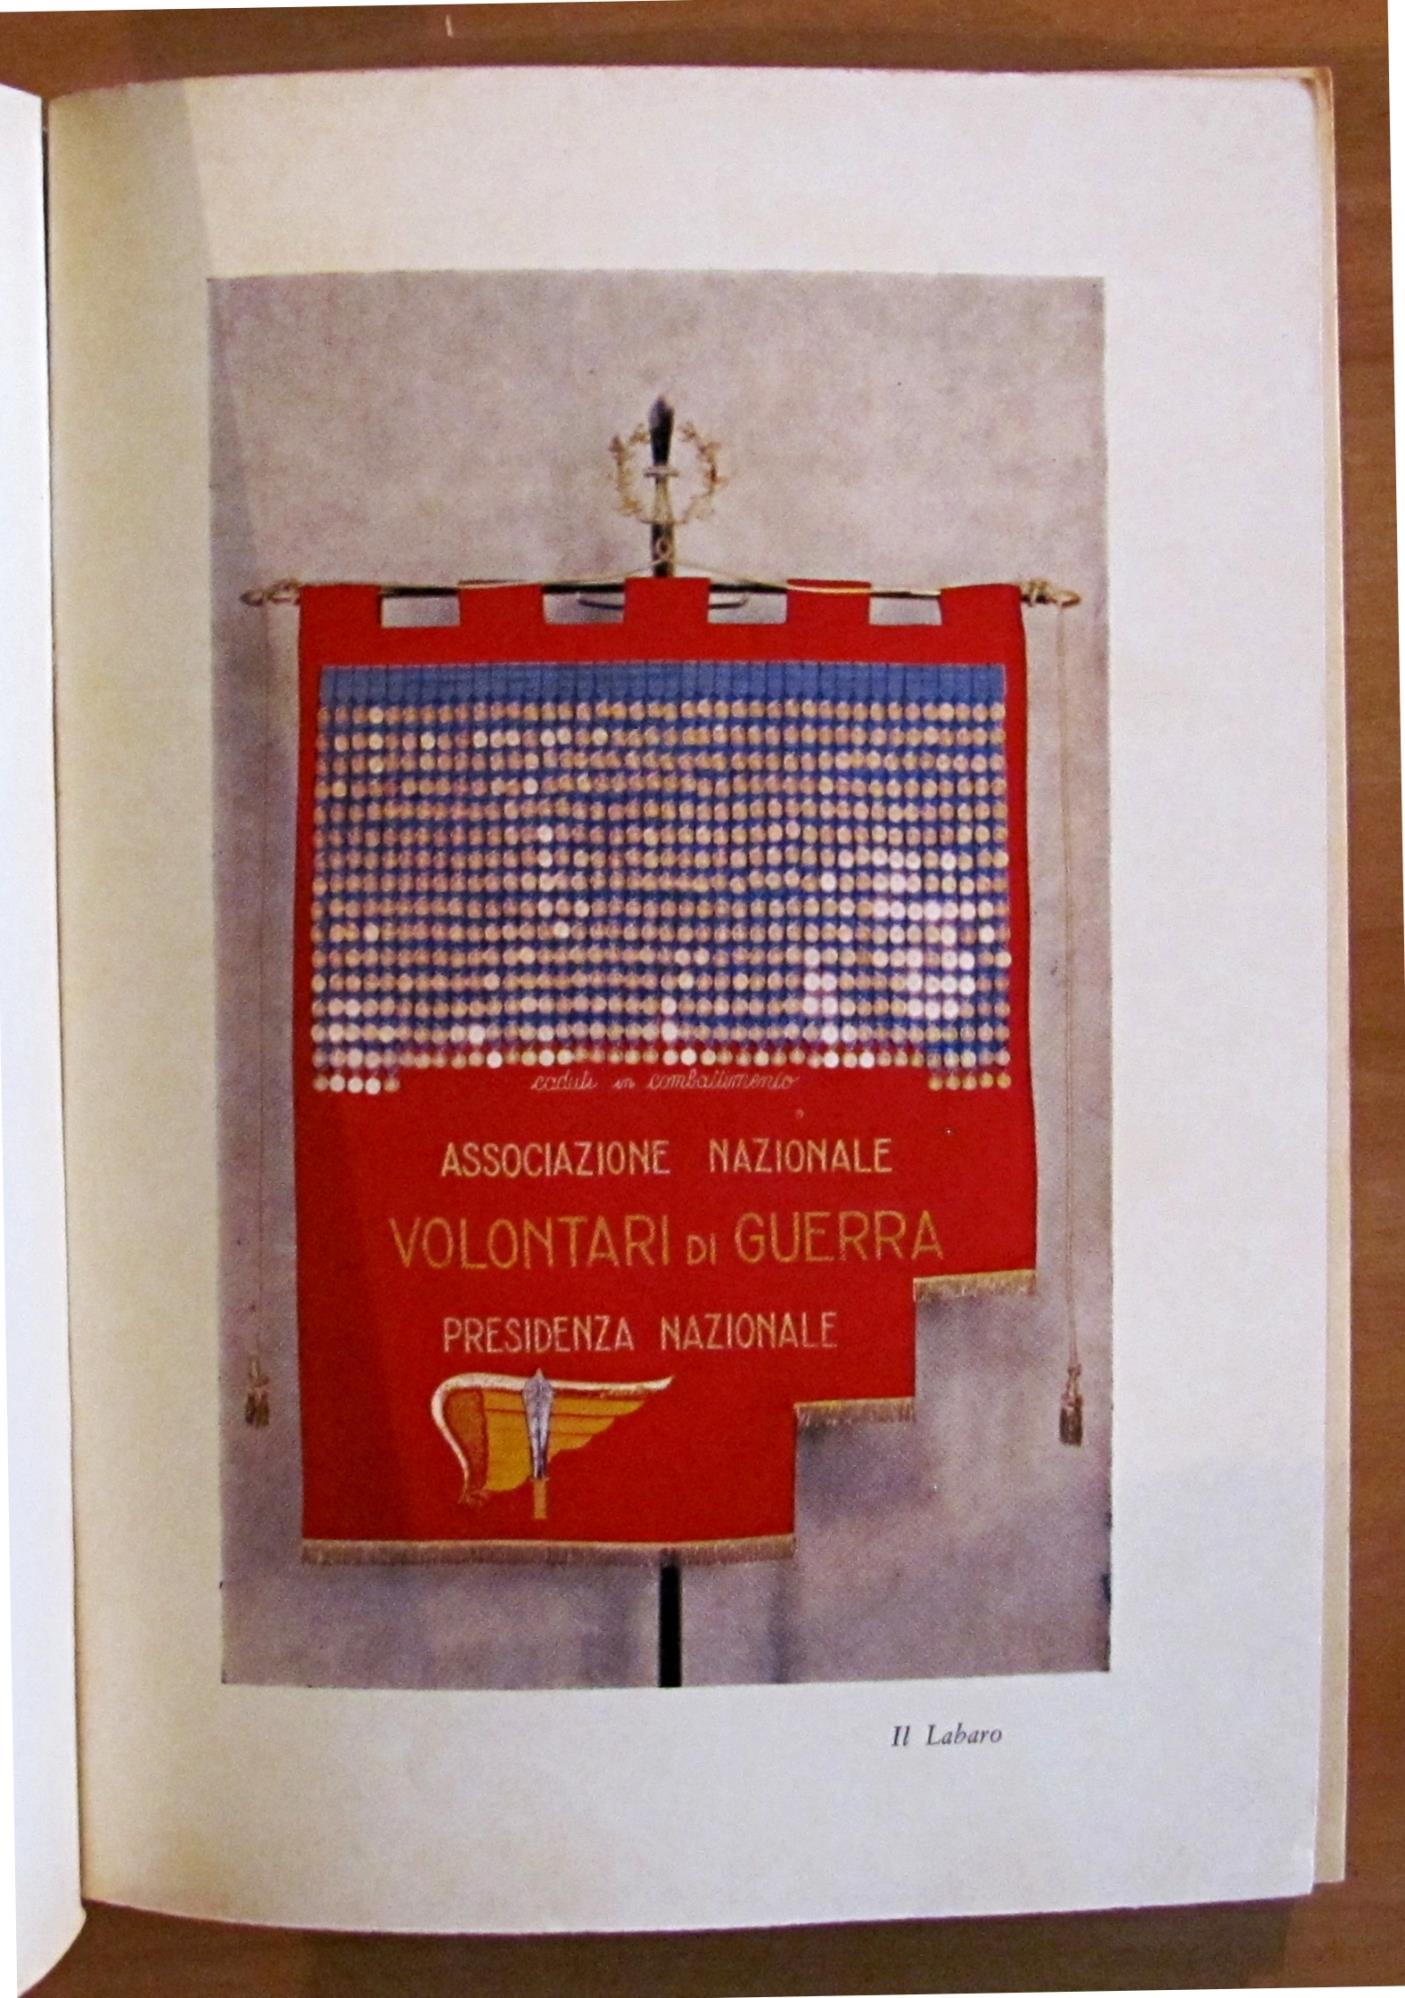 caduti in combattimento
ASSOCIAZIONE NAZIONALE
VOLONTARI DI GUERRA
PRESIDENZA NAZIONALE
Il Labaro